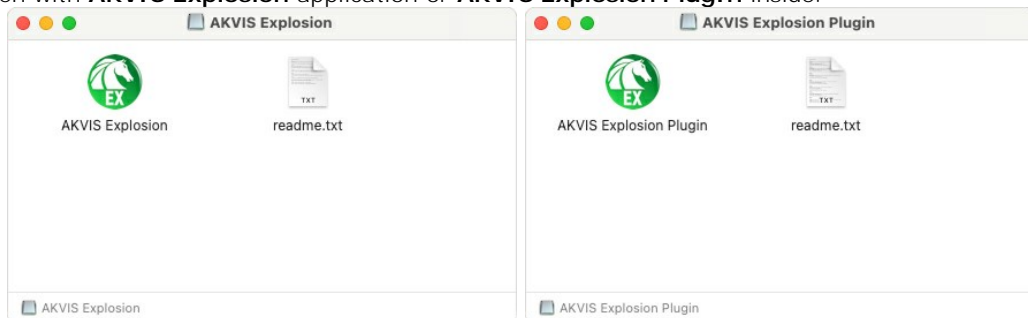 on with AKVIS Explosion application or AKVIS Explosion Plugin inside.
AKVIS Explosion
EX
TXT
AKVIS Explosion
readme.txt
AKVIS Explosion
AKVIS Explosion Plugin
EX
TXT
AKVIS Explosion Plugin
readme.txt
AKVIS Explosion Plugin